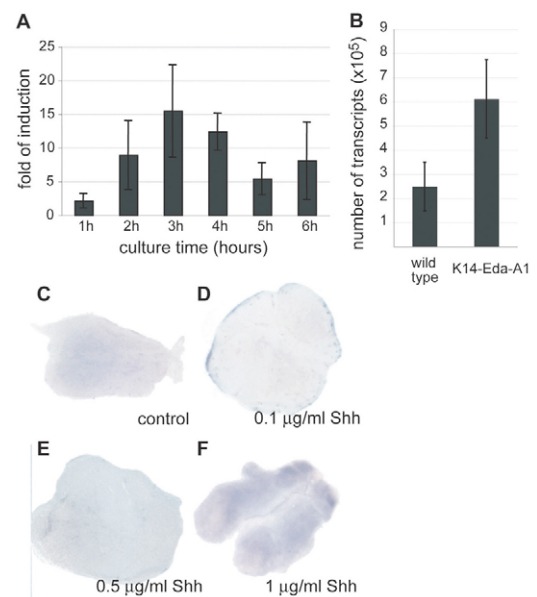 A
25
20
15
10
5
0
fold of induction
1h 2h 3h 4h 5h 6h
culture time (hours)
B
9
8
7
6
5
4
3
2
1
number of transcripts (x10⁵)
wild
type
K14-Eda-A1
C
control
D
0.1 µg/ml Shh
E
0.5 µg/ml Shh
F
1 µg/ml Shh